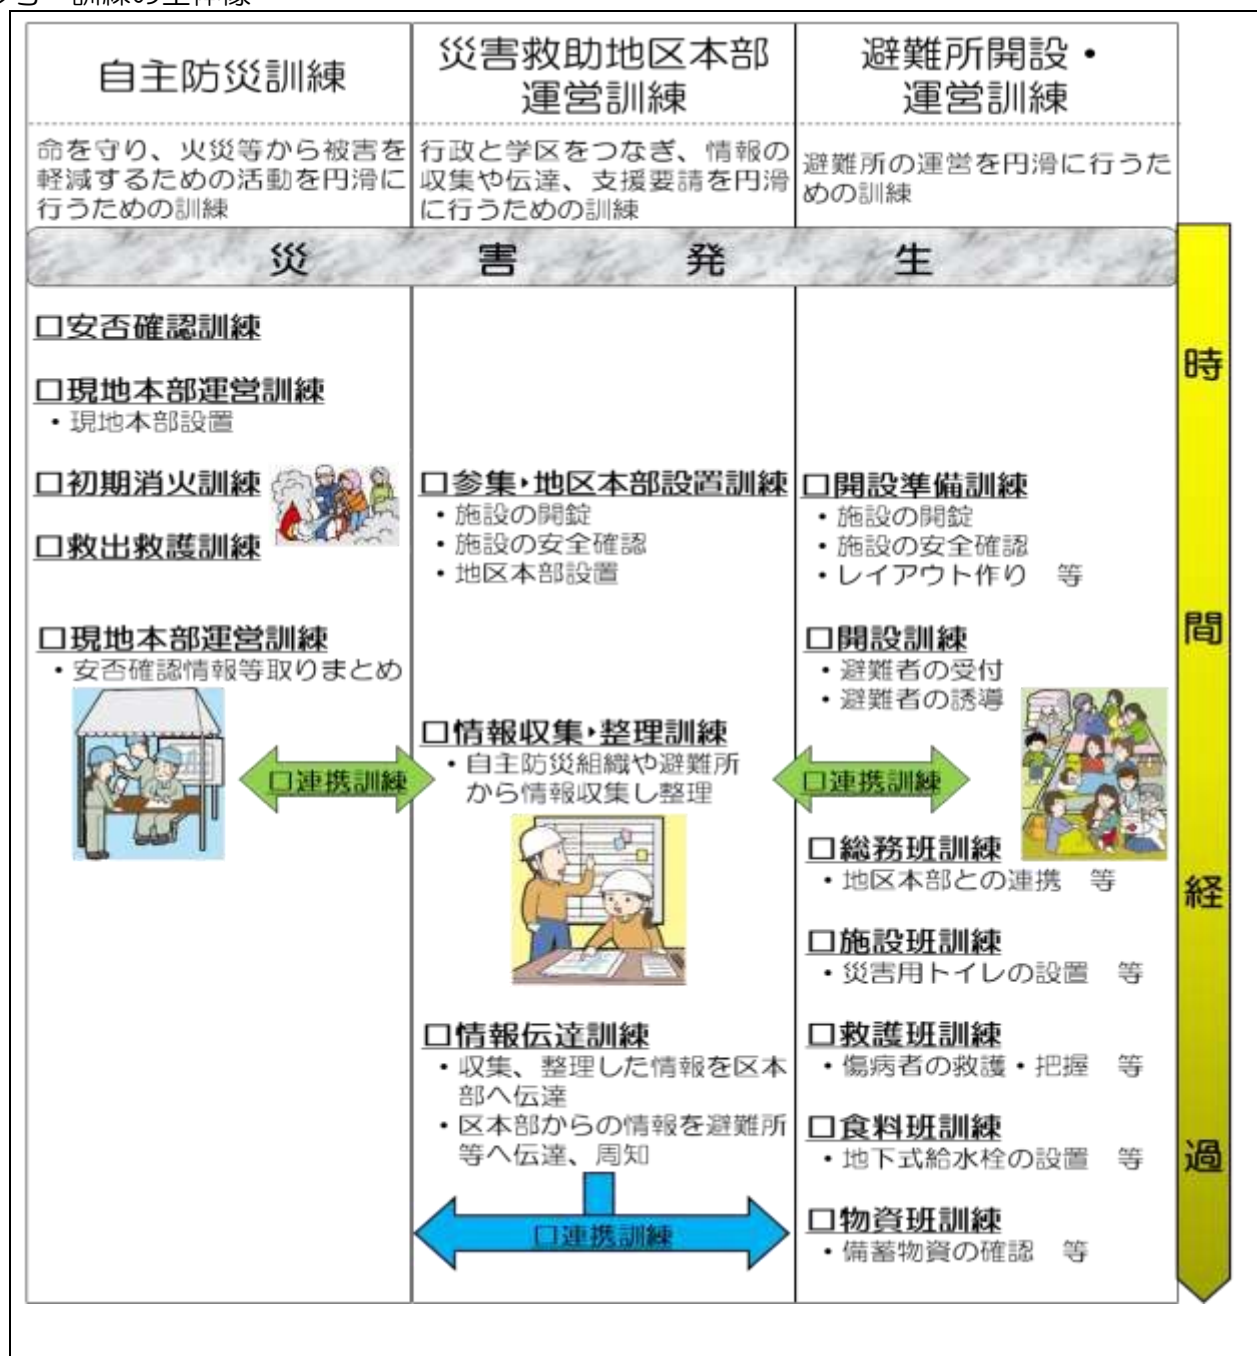 訓練の全体像
自主防災訓練
命を守り、火災等から被害を
軽減するための活動を円滑に
行うための訓練
災害救助地区本部
運営訓練
行政と学区をつなぎ、情報の
収集や伝達、支援要請を円滑
に行うための訓練
避難所開設・
運営訓練
避難所の運営を円滑に行うた
めの訓練
災害発生
□安否確認訓練
□現地本部運営訓練
・現地本部設置
□初期消火訓練
□救出救護訓練
□現地本部運営訓練
・安否確認情報等取りまとめ
□連携訓練
□参集・地区本部設置訓練
・施設の開錠
・施設の安全確認
・地区本部設置
□情報収集・整理訓練
・自主防災組織や避難所
から情報収集し整理
□情報伝達訓練
・収集、整理した情報を区本
部へ伝達
・区本部からの情報を避難所
等へ伝達、周知
□連携訓練
□開設準備訓練
・施設の開錠
・施設の安全確認
・レイアウト作り　等
□開設訓練
・避難者の受付
・避難者の誘導
□連携訓練
□総務班訓練
・地区本部との連携　等
□施設班訓練
・災害用トイレの設置　等
□救護班訓練
・傷病者の救護・把握　等
□食料班訓練
・地下式給水栓の設置　等
□物資班訓練
・備蓄物資の確認　等
時間経過